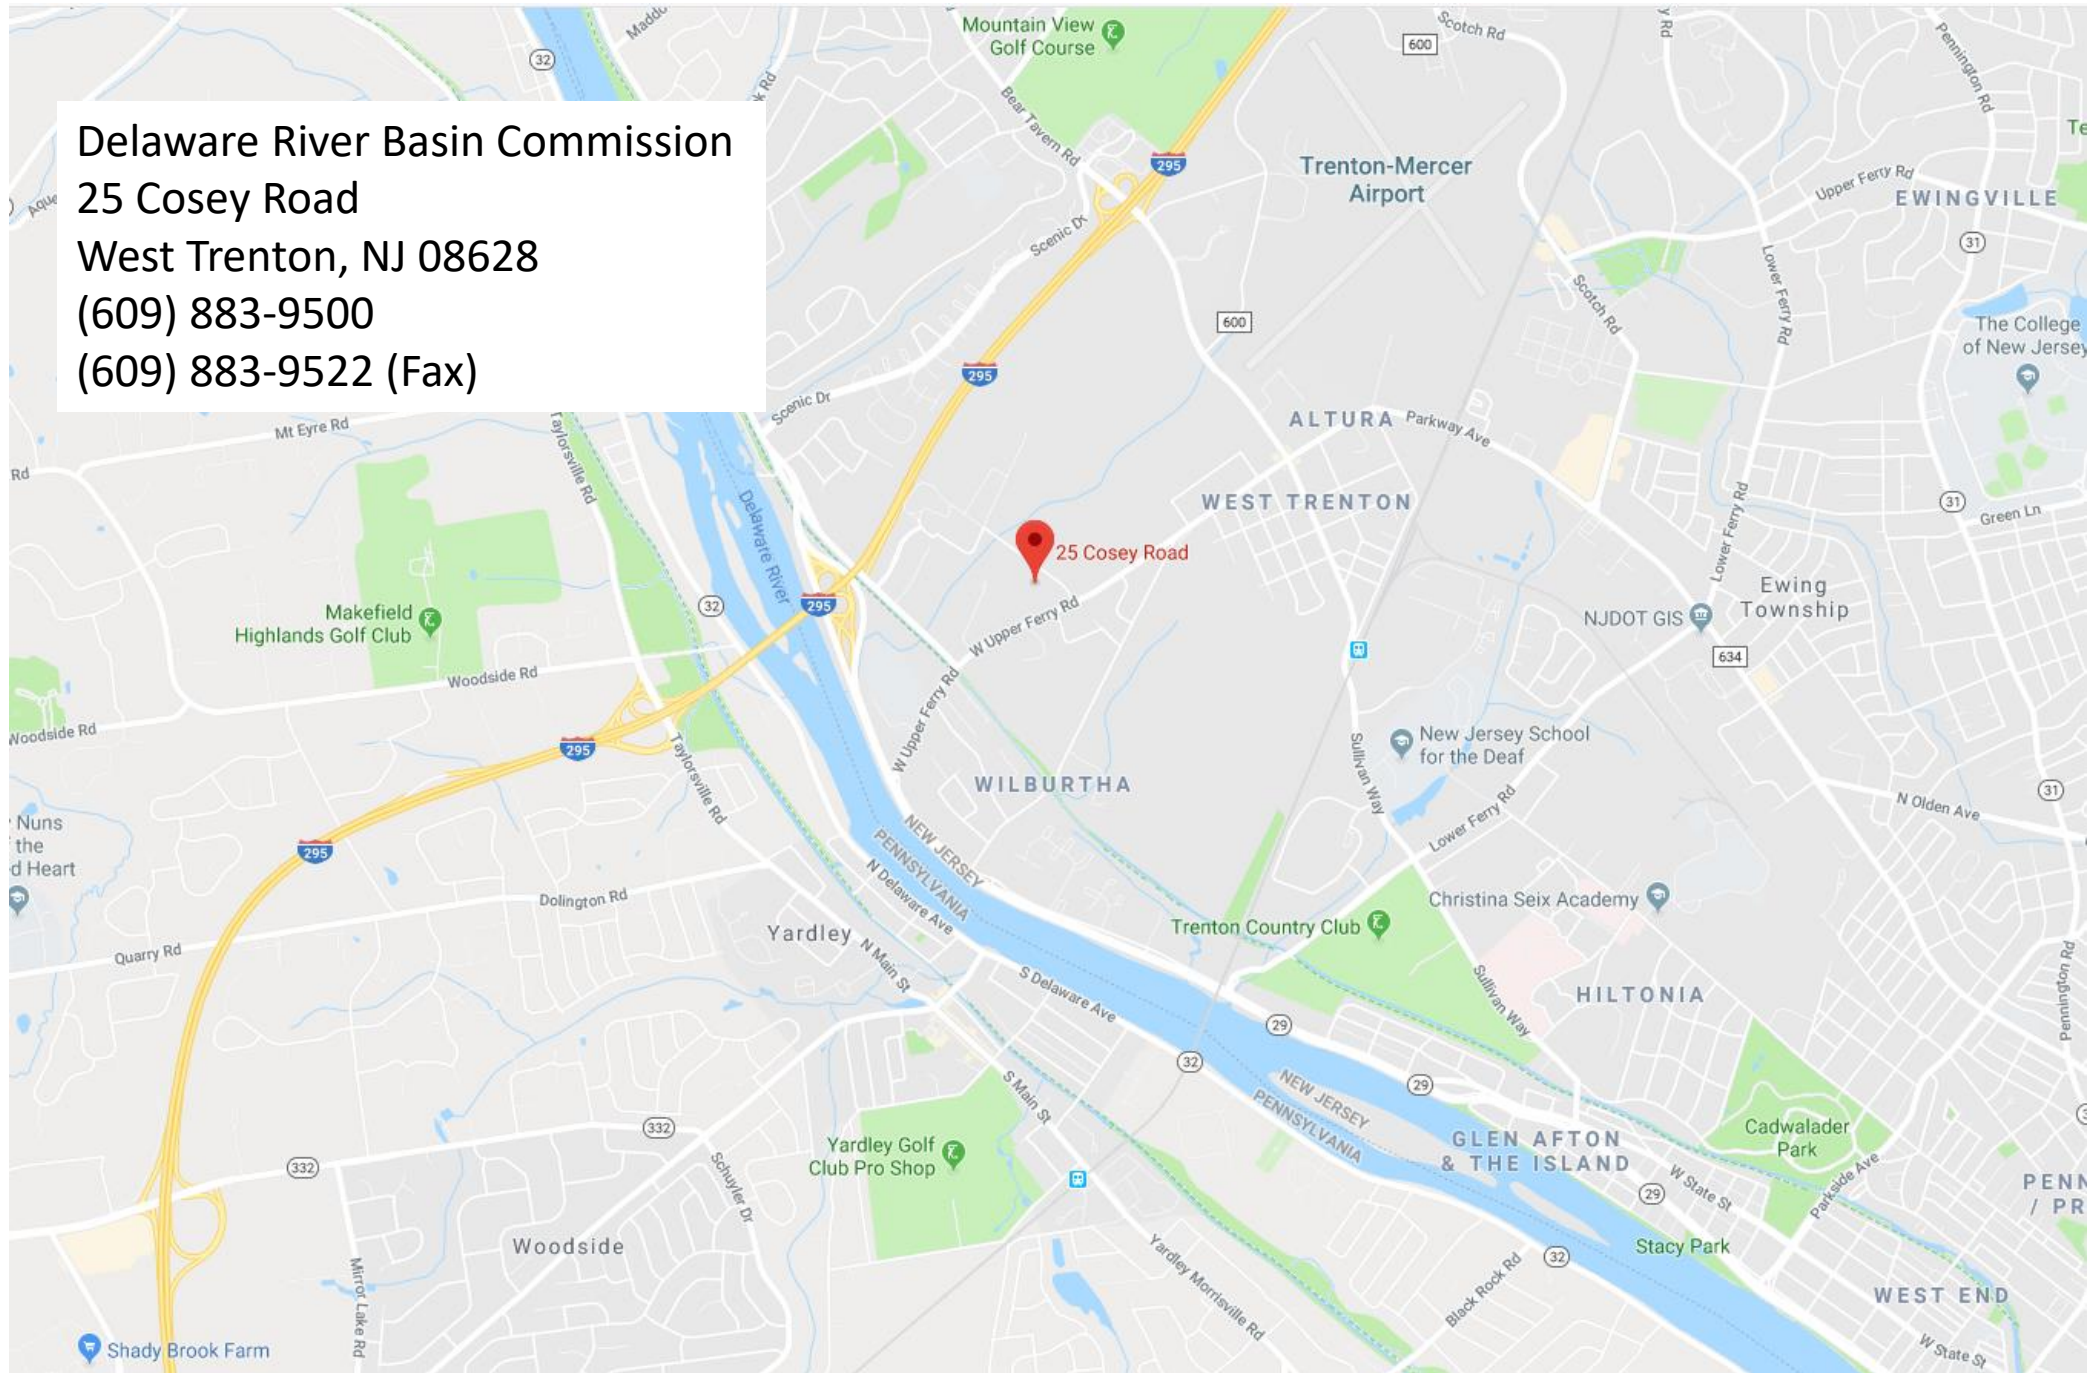 Mountain View
Golf Course
Scotch Rd
600
Pennington Rd
32
Bear Tavern Rd
Delaware River Basin Commission
25 Cosey Road
West Trenton, NJ 08628
(609) 883-9500
(609) 883-9522 (Fax)
295
Trenton-Mercer
Airport
Upper Ferry Rd
EWINGVILLE
Scenic Dr
31
Lower Ferry Rd
Scotch Rd
600
The College
of New Jersey
295
Scenic Dr
Mt Eyre Rd
Taylorsville Rd
ALTURA
Parkway Ave
Rd
Delaware River
WEST TRENTON
31
Green Ln
Lower Ferry Rd
25 Cosey Road
Makefield
Highlands Golf Club
32
295
W Upper Ferry Rd
NJDOT GIS
Ewing
Township
634
Woodside Rd
Woodside Rd
W Upper Ferry Rd
295
Taylorsville Rd
Sullivan Way
New Jersey School
for the Deaf
WILBURTHA
31
N Olden Ave
Lower Ferry Rd
Nuns
the
d Heart
295
NEW JERSEY
PENNSYLVANIA
N Delaware Ave
Dolington Rd
Christina Seix Academy
Trenton Country Club
Yardley
N Main St
Quarry Rd
S Delaware Ave
Sullivan Way
HILTONIA
Pennington Rd
29
32
29
NEW JERSEY
PENNSYLVANIA
S Main St
332
332
Schuyler Dr
Yardley Golf
Club Pro Shop
GLEN AFTON
& THE ISLAND
Cadwalader
Park
Parkside Ave
W State St
29
PENN
/ PR
Woodside
Mirror Lake Rd
Yardley Morrisville Rd
Black Rock Rd
32
Stacy Park
WEST END
W State St
Shady Brook Farm